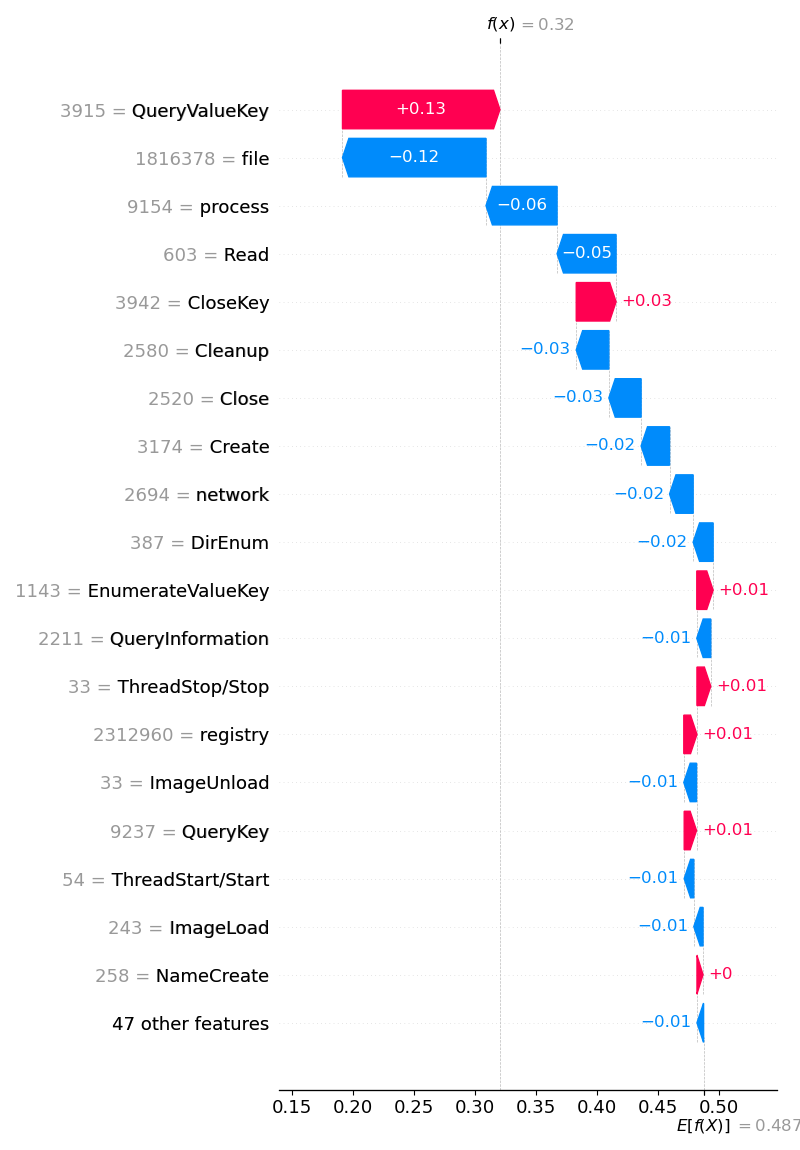 f(x) = 0.32
3915 = QueryValueKey +0.13
1816378 = file −0.12
9154 = process −0.06
603 = Read −0.05
3942 = CloseKey +0.03
2580 = Cleanup −0.03
2520 = Close −0.03
3174 = Create −0.02
2694 = network −0.02
387 = DirEnum −0.02
1143 = EnumerateValueKey +0.01
2211 = QueryInformation −0.01
33 = ThreadStop/Stop +0.01
2312960 = registry +0.01
33 = ImageUnload −0.01
9237 = QueryKey +0.01
54 = ThreadStart/Start −0.01
243 = ImageLoad −0.01
258 = NameCreate +0
47 other features −0.01
0.15 0.20 0.25 0.30 0.35 0.40 0.45 0.50
E[f(X)] = 0.487